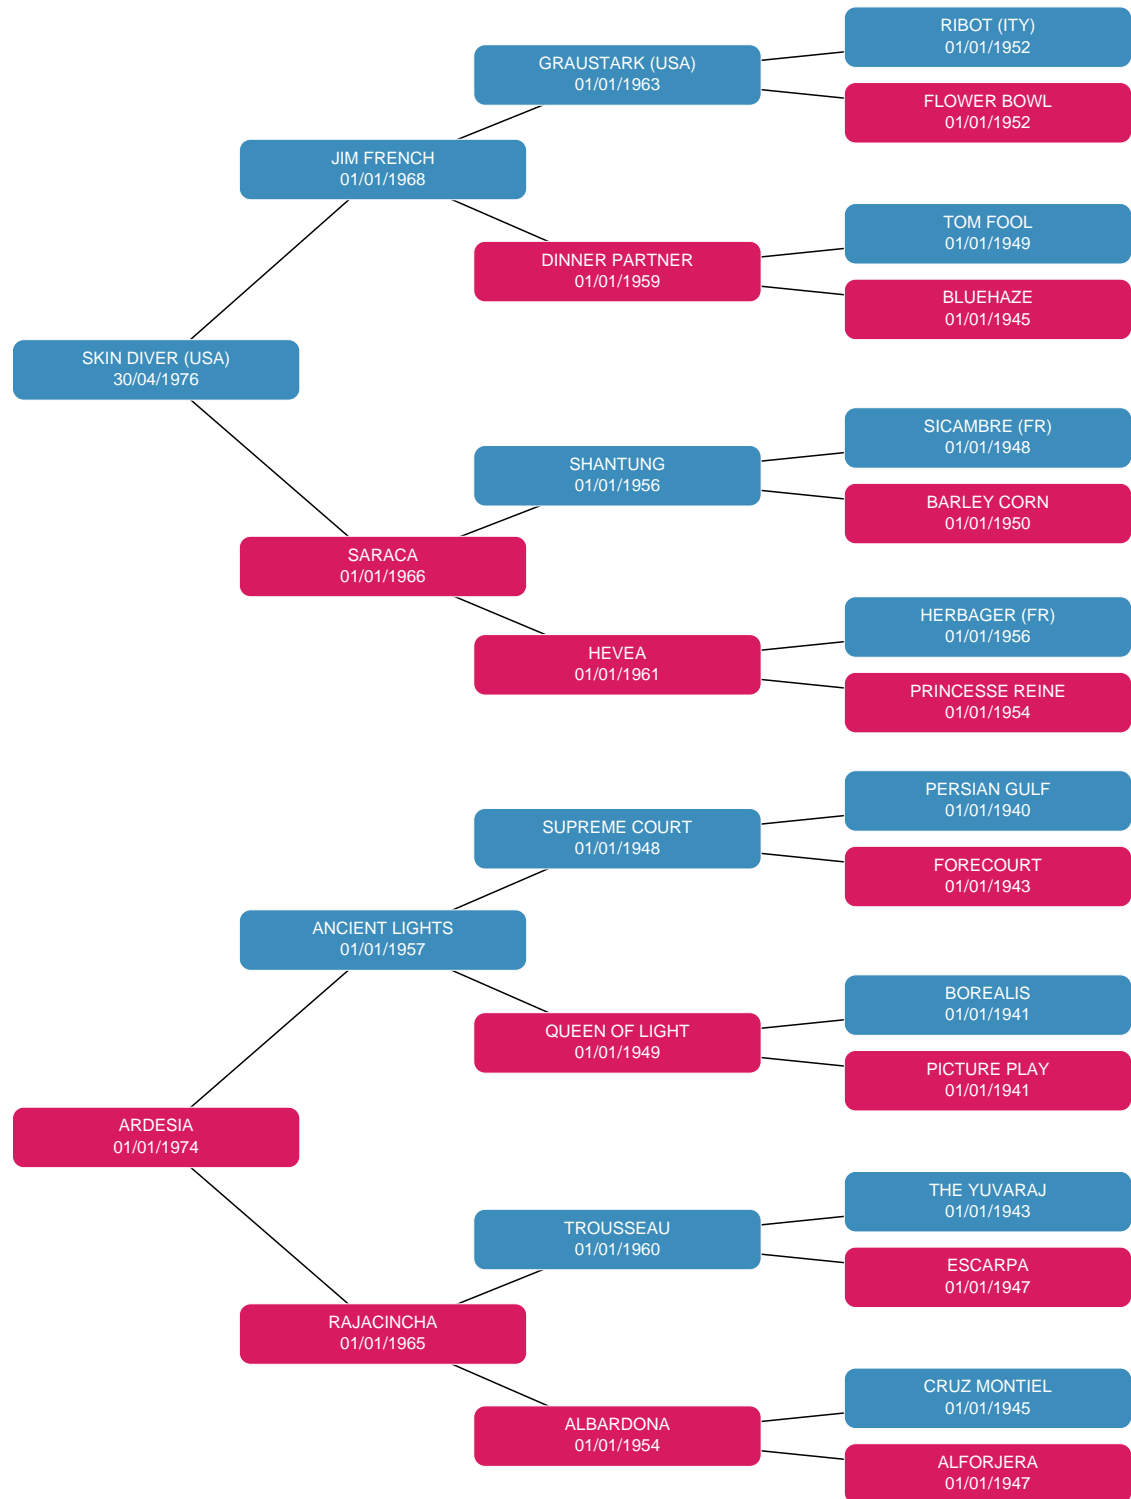 RIBOT (ITY)
01/01/1952
GRAUSTARK (USA)
01/01/1963
FLOWER BOWL
01/01/1952
JIM FRENCH
01/01/1968
TOM FOOL
01/01/1949
DINNER PARTNER
01/01/1959
BLUEHAZE
01/01/1945
SKIN DIVER (USA)
30/04/1976
SICAMBRE (FR)
01/01/1948
SHANTUNG
01/01/1956
BARLEY CORN
01/01/1950
SARACA
01/01/1966
HERBAGER (FR)
01/01/1956
HEVEA
01/01/1961
PRINCESSE REINE
01/01/1954
PERSIAN GULF
01/01/1940
SUPREME COURT
01/01/1948
FORECOURT
01/01/1943
ANCIENT LIGHTS
01/01/1957
BOREALIS
01/01/1941
QUEEN OF LIGHT
01/01/1949
PICTURE PLAY
01/01/1941
ARDESIA
01/01/1974
THE YUVARAJ
01/01/1943
TROUSSEAU
01/01/1960
ESCARPA
01/01/1947
RAJACINCHA
01/01/1965
CRUZ MONTIEL
01/01/1945
ALBARDONA
01/01/1954
ALFORJERA
01/01/1947